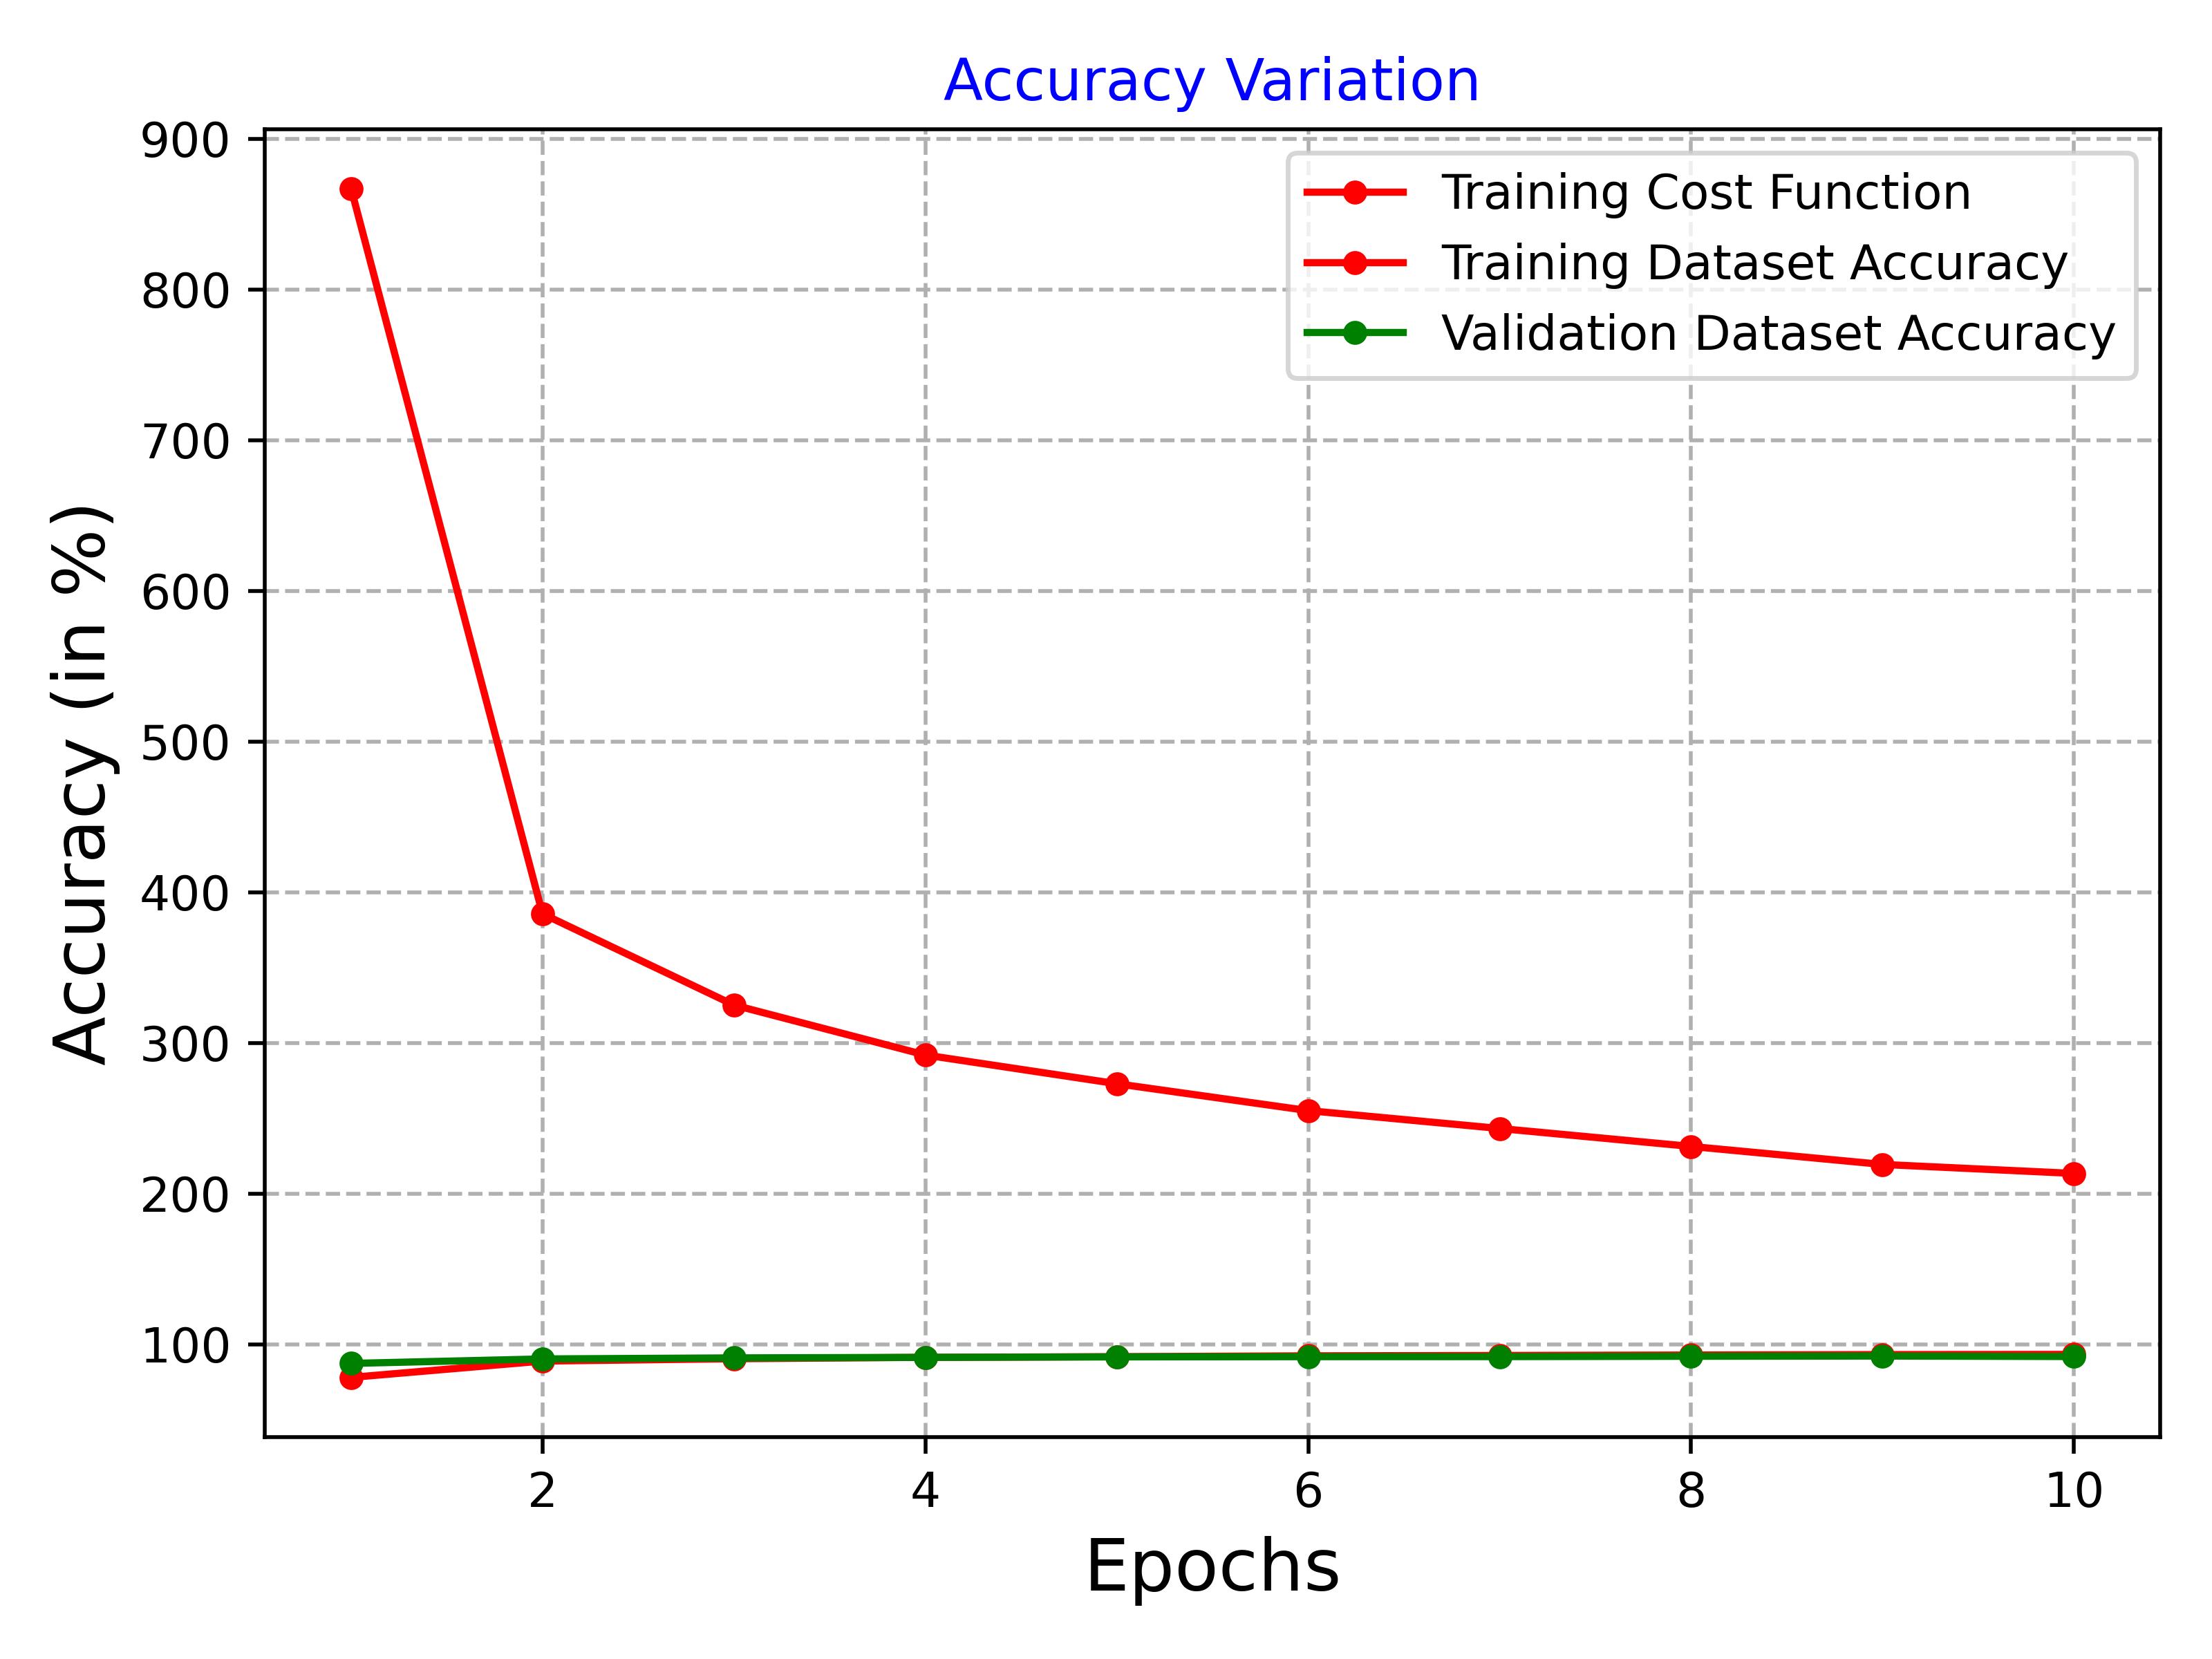 Accuracy Variation
Training Cost Function
Training Dataset Accuracy
Validation Dataset Accuracy
Accuracy (in %)
900
800
700
600
500
400
300
200
100
2 4 6 8 10
Epochs